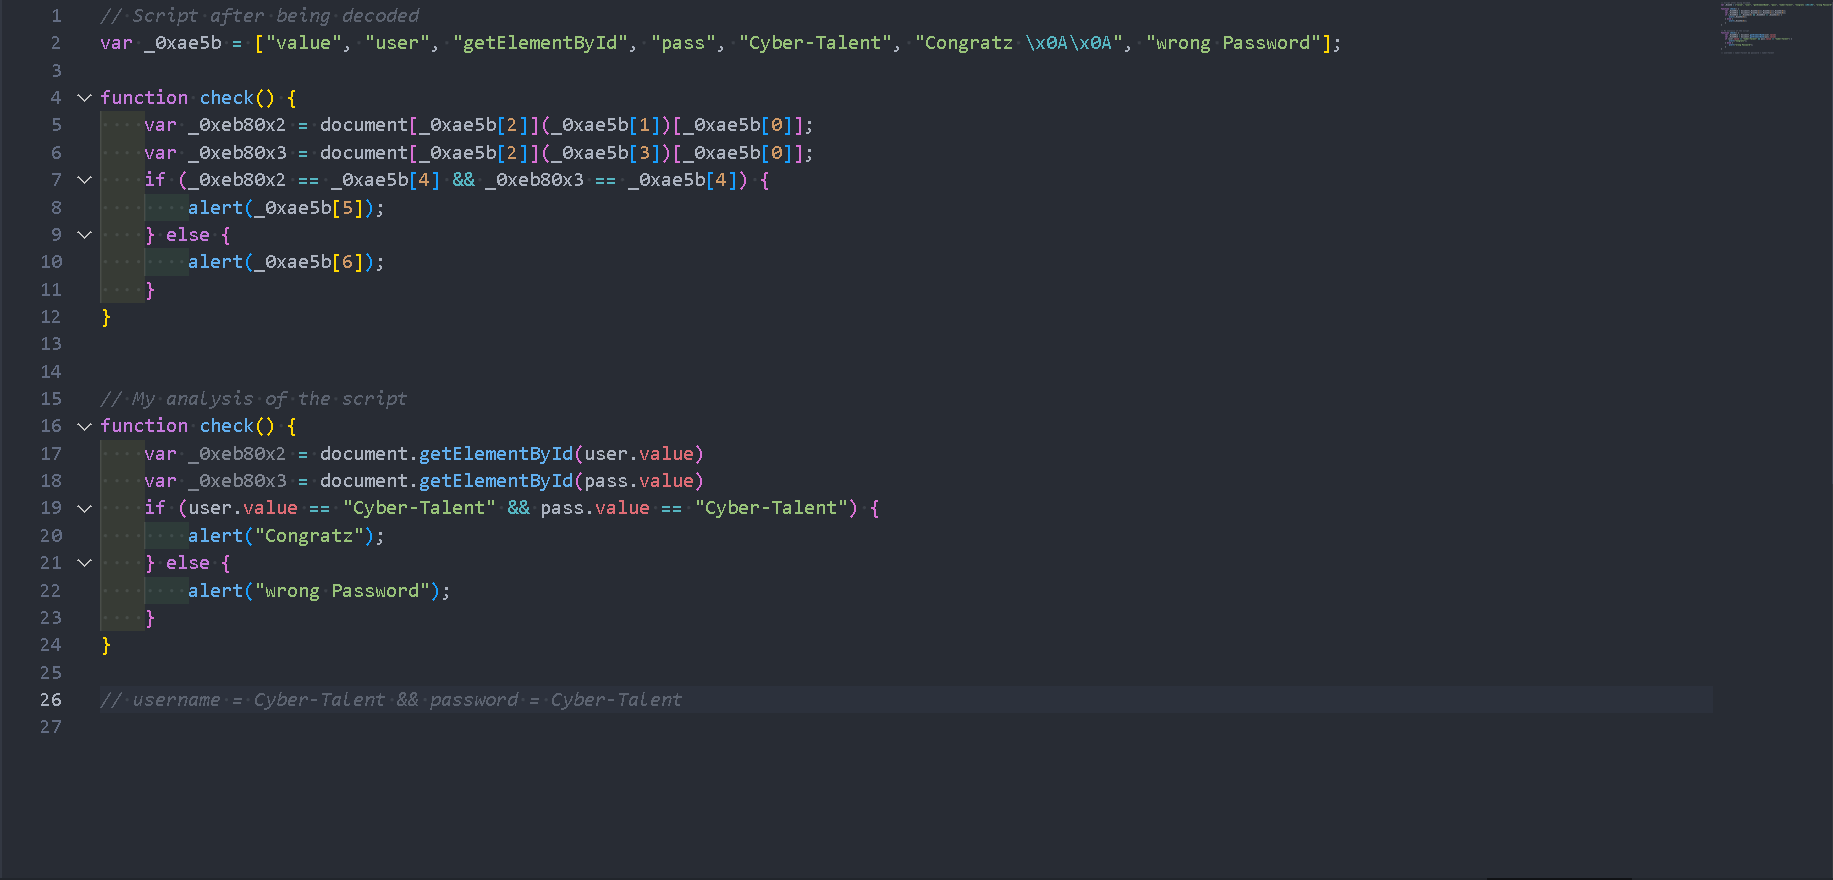 1 // Script after being decoded
2 var _0xae5b = ["value", "user", "getElementById", "pass", "Cyber-Talent", "Congratz \x0A\x0A", "wrong Password"];
3
4 function check() {
5 var _0xeb80x2 = document[_0xae5b[2]](_0xae5b[1])[_0xae5b[0]];
6 var _0xeb80x3 = document[_0xae5b[2]](_0xae5b[3])[_0xae5b[0]];
7 if (_0xeb80x2 == _0xae5b[4] && _0xeb80x3 == _0xae5b[4]) {
8 alert(_0xae5b[5]);
9 } else {
10 alert(_0xae5b[6]);
11 }
12 }
13
14
15 // My analysis of the script
16 function check() {
17 var _0xeb80x2 = document.getElementById(user.value)
18 var _0xeb80x3 = document.getElementById(pass.value)
19 if (user.value == "Cyber-Talent" && pass.value == "Cyber-Talent") {
20 alert("Congratz");
21 } else {
22 alert("wrong Password");
23 }
24 }
25
26 // username = Cyber-Talent && password = Cyber-Talent
27